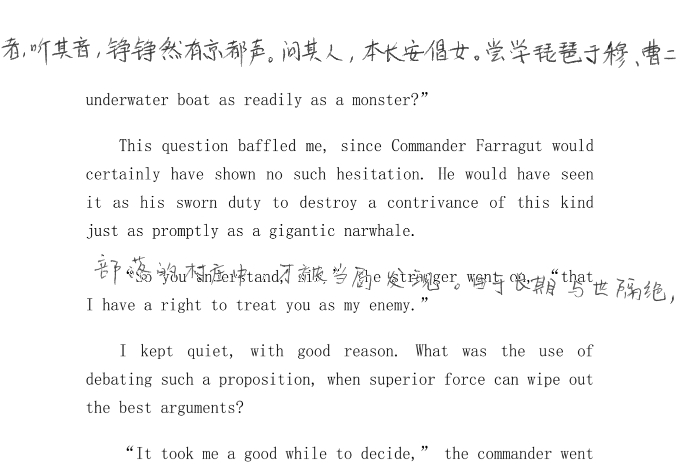 者,听其音,铮铮然有京都声。问其人,本长安倡女。尝学琵琶于穆、曹二
underwater boat as readily as a monster?”
This question baffled me, since Commander Farragut would
certainly have shown no such hesitation. He would have seen
it as his sworn duty to destroy a contrivance of this kind
just as promptly as a gigantic narwhale.
部落的村庄中,才被当局发现。由于长期与世隔绝,
“So you understand, sir,” the stranger went on, “that
I have a right to treat you as my enemy.”
I kept quiet, with good reason. What was the use of
debating such a proposition, when superior force can wipe out
the best arguments?
“It took me a good while to decide,” the commander went